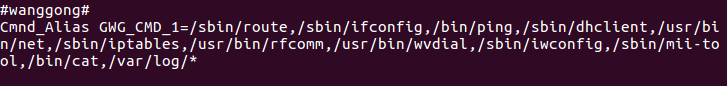 #wanggong#
Cmnd_Alias GWG_CMD_1=/sbin/route,/sbin/ifconfig,/bin/ping,/sbin/dhclient,/usr/bi
n/net,/sbin/iptables,/usr/bin/rfcomm,/usr/bin/wvdial,/sbin/iwconfig,/sbin/mii-to
ol,/bin/cat,/var/log/*